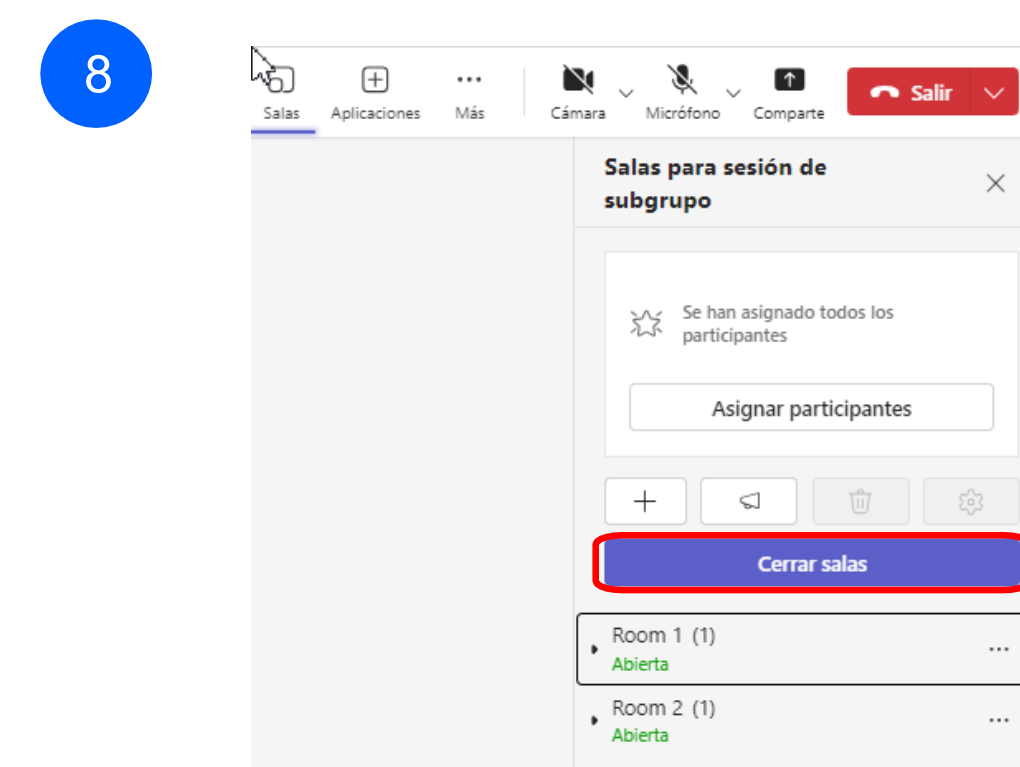 8
Salas Aplicaciones Más Cámara Micrófono Comparte Salir
Salas para sesión de
subgrupo
Se han asignado todos los
participantes
Asignar participantes
Cerrar salas
Room 1 (1)
Abierta
Room 2 (1)
Abierta